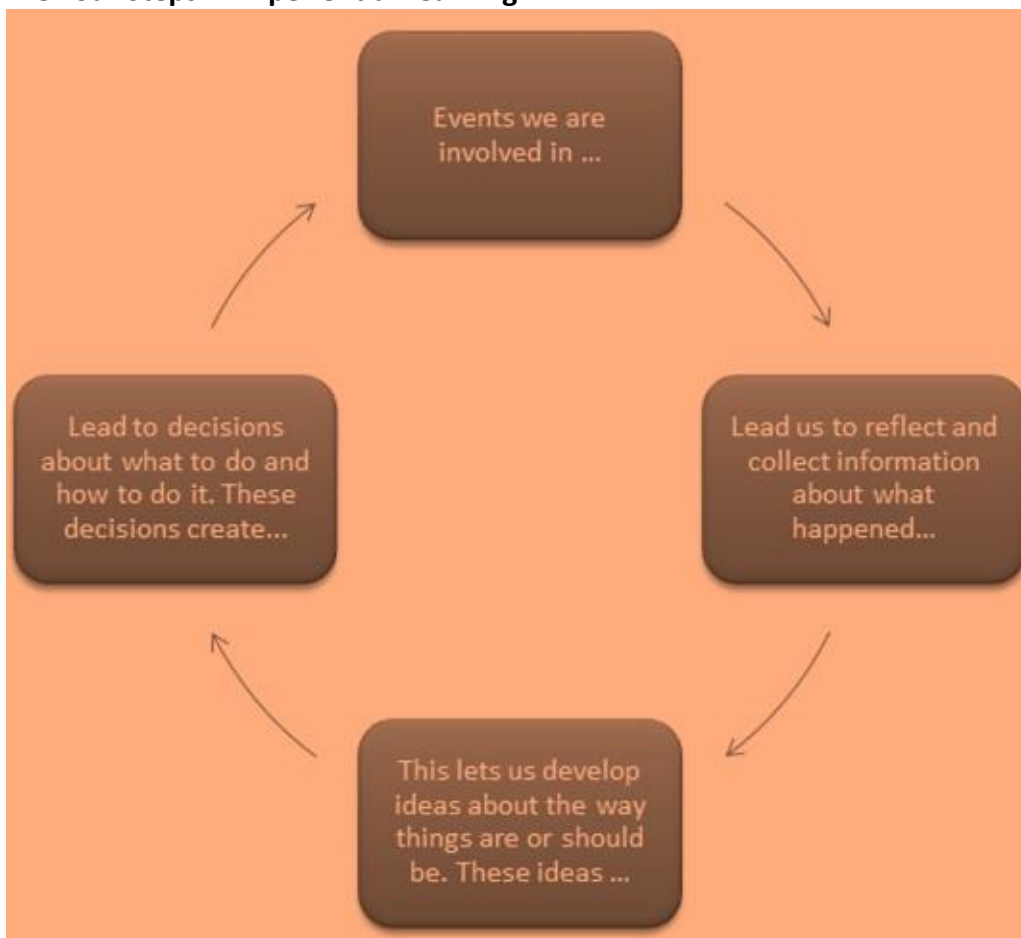 Events we are
involved in ...
Lead us to reflect and
collect information
about what
happened...
This lets us develop
ideas about the way
things are or should
be. These ideas ...
Lead to decisions
about what to do and
how to do it. These
decisions create...